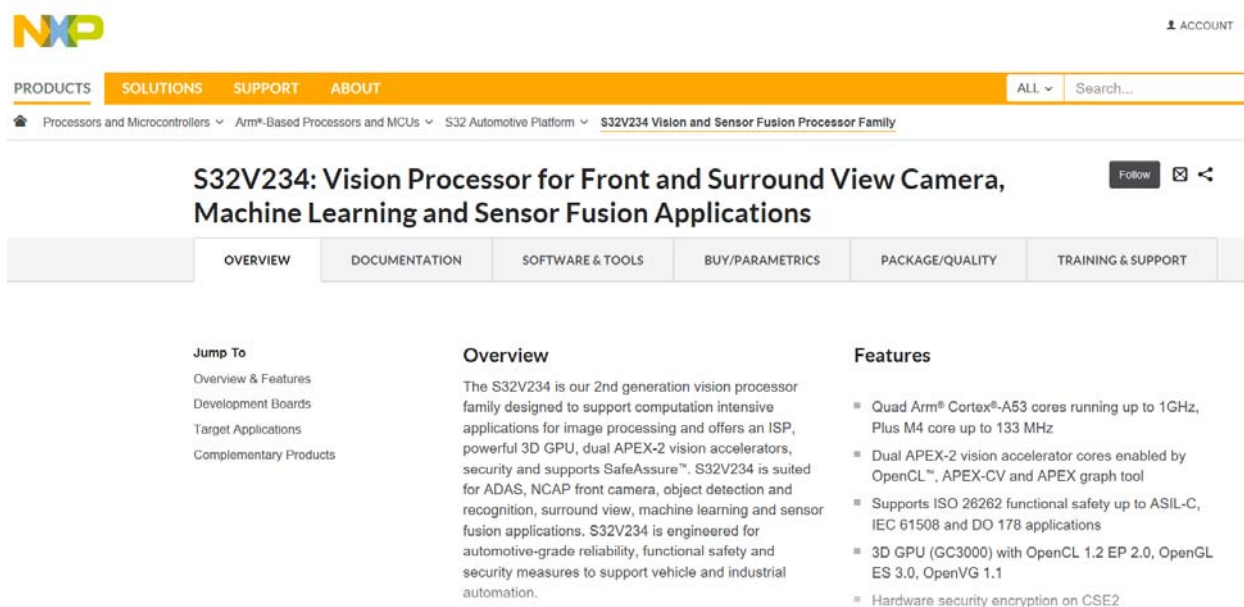 NXP
ACCOUNT
PRODUCTS SOLUTIONS SUPPORT ABOUT ALL Search...
Processors and Microcontrollers Arm®-Based Processors and MCUs S32 Automotive Platform S32V234 Vision and Sensor Fusion Processor Family
S32V234: Vision Processor for Front and Surround View Camera,
Machine Learning and Sensor Fusion Applications
Follow
OVERVIEW DOCUMENTATION SOFTWARE & TOOLS BUY/PARAMETRICS PACKAGE/QUALITY TRAINING & SUPPORT
Jump To
Overview & Features
Development Boards
Target Applications
Complementary Products
Overview
The S32V234 is our 2nd generation vision processor
family designed to support computation intensive
applications for image processing and offers an ISP,
powerful 3D GPU, dual APEX-2 vision accelerators,
security and supports SafeAssure™. S32V234 is suited
for ADAS, NCAP front camera, object detection and
recognition, surround view, machine learning and sensor
fusion applications. S32V234 is engineered for
automotive-grade reliability, functional safety and
security measures to support vehicle and industrial
automation.
Features
Quad Arm® Cortex®-A53 cores running up to 1GHz,
Plus M4 core up to 133 MHz
Dual APEX-2 vision accelerator cores enabled by
OpenCL™, APEX-CV and APEX graph tool
Supports ISO 26262 functional safety up to ASIL-C,
IEC 61508 and DO 178 applications
3D GPU (GC3000) with OpenCL 1.2 EP 2.0, OpenGL
ES 3.0, OpenVG 1.1
Hardware security encryption on CSE2